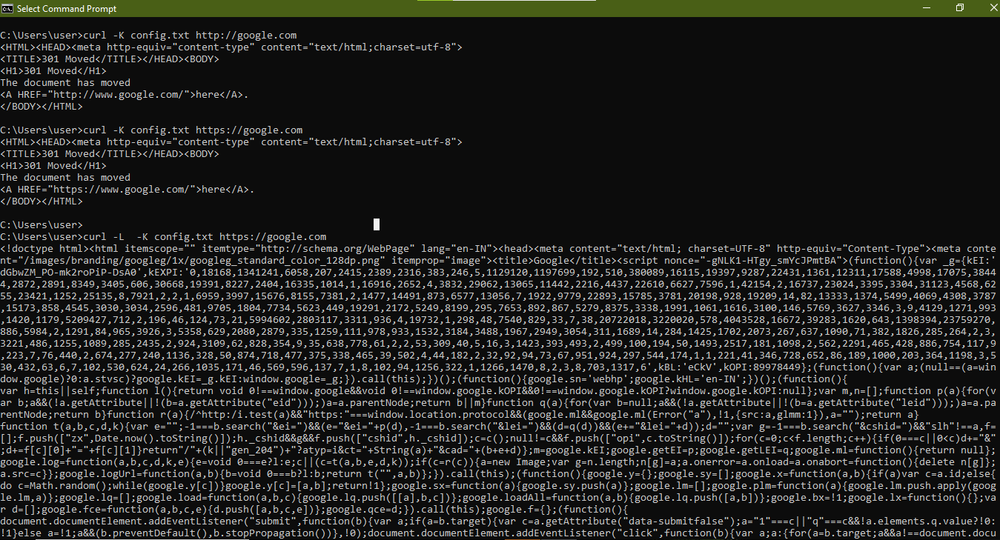 Select Command Prompt
C:\Users\user>curl -K config.txt http://google.com
<HTML><HEAD><meta http-equiv="content-type" content="text/html;charset=utf-8">
<TITLE>301 Moved</TITLE></HEAD><BODY>
<H1>301 Moved</H1>
The document has moved
<A HREF="http://www.google.com/">here</A>.
</BODY></HTML>
C:\Users\user>curl -K config.txt https://google.com
<HTML><HEAD><meta http-equiv="content-type" content="text/html;charset=utf-8">
<TITLE>301 Moved</TITLE></HEAD><BODY>
<H1>301 Moved</H1>
The document has moved
<A HREF="https://www.google.com/">here</A>.
</BODY></HTML>
C:\Users\user>
C:\Users\user>curl -L  -K config.txt https://google.com
<!doctype html><html itemscope="" itemtype="http://schema.org/WebPage" lang="en-IN"><head><meta content="text/html; charset=UTF-8" http-equiv="Content-Type"><meta conte
nt="/images/branding/googleg/1x/googleg_standard_color_128dp.png" itemprop="image"><title>Google</title><script nonce="-gNLK1-HTgy_smYcJPmtBA">(function(){var _g={kEI:'
dGbwZM_PO-mk2roPiP-DsA0',kEXPI:'0,18168,1341241,6058,207,2415,2389,2316,383,246,5,1129120,1197699,192,510,380089,16115,19397,9287,22431,1361,12311,17588,4998,17075,3844
4,2872,2891,8349,3405,606,30668,19391,8227,2404,16335,1014,1,16916,2652,4,3832,29062,13065,11442,2216,4437,22610,6627,7596,1,42154,2,16737,23024,3395,3304,31123,4568,62
55,23421,1252,25135,8,7921,2,2,1,6959,3997,15676,8155,7381,2,1477,14491,873,6577,13056,7,1922,9779,22893,15785,3781,20198,928,19209,14,82,13333,1374,5499,4069,4308,3787
,15173,858,4545,3030,3034,2596,481,9705,1804,7734,5623,449,19291,2172,5249,8199,295,7653,892,867,5279,8375,3338,1991,1061,1616,3100,146,5769,3627,3346,3,9,4129,1271,993
,1420,1179,5209427,712,2,196,46,124,73,21,5994602,2803117,3311,936,4,19732,1,298,48,7540,829,33,7,38,20722018,3220020,578,4043528,16672,39283,1620,643,1398394,23759270,
886,5984,2,1291,84,965,3926,3,5358,629,2080,2879,335,1259,111,978,933,1532,3184,3488,1967,2949,3054,311,1689,14,284,1425,1702,2073,267,637,1090,71,382,1826,285,264,2,3,
3221,486,1255,1089,285,2435,2,924,3109,62,828,354,9,35,638,778,61,2,2,53,309,40,5,16,3,1423,393,493,2,499,100,194,50,1493,2517,181,1098,2,562,2291,465,428,886,754,117,9
,223,7,76,440,2,674,277,240,1136,328,50,874,718,477,375,338,465,39,502,4,44,182,2,32,92,94,73,67,951,924,297,544,174,1,1,221,41,346,728,652,86,189,1000,203,364,1198,3,5
30,432,63,6,7,102,530,624,24,266,1035,171,46,569,596,137,7,1,8,102,94,1256,322,1,1266,1470,8,2,3,8,703,1317,6',kBL:'eCkV',kOPI:89978449};(function(){var a;(null==(a=win
dow.google)?0:a.stvsc)?google.kEI=_g.kEI:window.google=_g;}).call(this);})();(function(){google.sn='webhp';google.kHL='en-IN';})();(function(){
var h=this||self;function l(){return void 0!==window.google&&void 0!==window.google.kOPI&&0!==window.google.kOPI?window.google.kOPI:null};var m,n=[];function p(a){for(v
ar b;a&&(!a.getAttribute||!(b=a.getAttribute("eid")));)a=a.parentNode;return b||m}function q(a){for(var b=null;a&&(!a.getAttribute||!(b=a.getAttribute("leid")));)a=a.pa
rentNode;return b}function r(a){/^http:/i.test(a)&&"https:"===window.location.protocol&&(google.ml&&google.ml(Error("a"),!1,{src:a,glmm:1}),a="");return a}
function t(a,b,c,d,k){var e="";-1===b.search("&ei=")&&(e="&ei="+p(d),-1===b.search("&lei=")&&(d=q(d))&&(e+="&lei="+d));d="";var g=-1===b.search("&cshid=")&&"slh"!==a,f=
[];f.push(["zx",Date.now().toString()]);h._cshid&&g&&f.push(["cshid",h._cshid]);c=c();null!=c&&f.push(["opi",c.toString()]);for(c=0;c<f.length;c++){if(0===c||0<c)d+="&"
;d+=f[c][0]+"="+f[c][1]}return"/"+(k||"gen_204")+"?atyp=i&ct="+String(a)+"&cad="+(b+e+d)};m=google.kEI;google.getEI=p;google.getLEI=q;google.ml=function(){return null};
google.log=function(a,b,c,d,k,e){e=void 0===e?l:e;c||(c=t(a,b,e,d,k));if(c=r(c)){a=new Image;var g=n.length;n[g]=a;a.onerror=a.onload=a.onabort=function(){delete n[g]};
a.src=c}};google.logUrl=function(a,b){b=void 0===b?l:b;return t("",a,b)};}).call(this);(function(){google.y={};google.sy=[];google.x=function(a,b){if(a)var c=a.id;else{
do c=Math.random();while(google.y[c])}google.y[c]=[a,b];return!1};google.sx=function(a){google.sy.push(a)};google.lm=[];google.plm=function(a){google.lm.push.apply(goog
le.lm,a)};google.lq=[];google.load=function(a,b,c){google.lq.push([[a],b,c])};google.loadAll=function(a,b){google.lq.push([a,b])};google.bx=!1;google.lx=function(){};va
r d=[];google.fce=function(a,b,c,e){d.push([a,b,c,e])};google.qce=d;}).call(this);google.f={};(function(){
document.documentElement.addEventListener("submit",function(b){var a;if(a=b.target){var c=a.getAttribute("data-submitfalse");a="1"===c||"q"===c&&!a.elements.q.value?!0:
!1}else a=!1;a&&(b.preventDefault(),b.stopPropagation())},!0);document.documentElement.addEventListener("click",function(b){var a;a:{for(a=b.target;a&&a!==document.docu